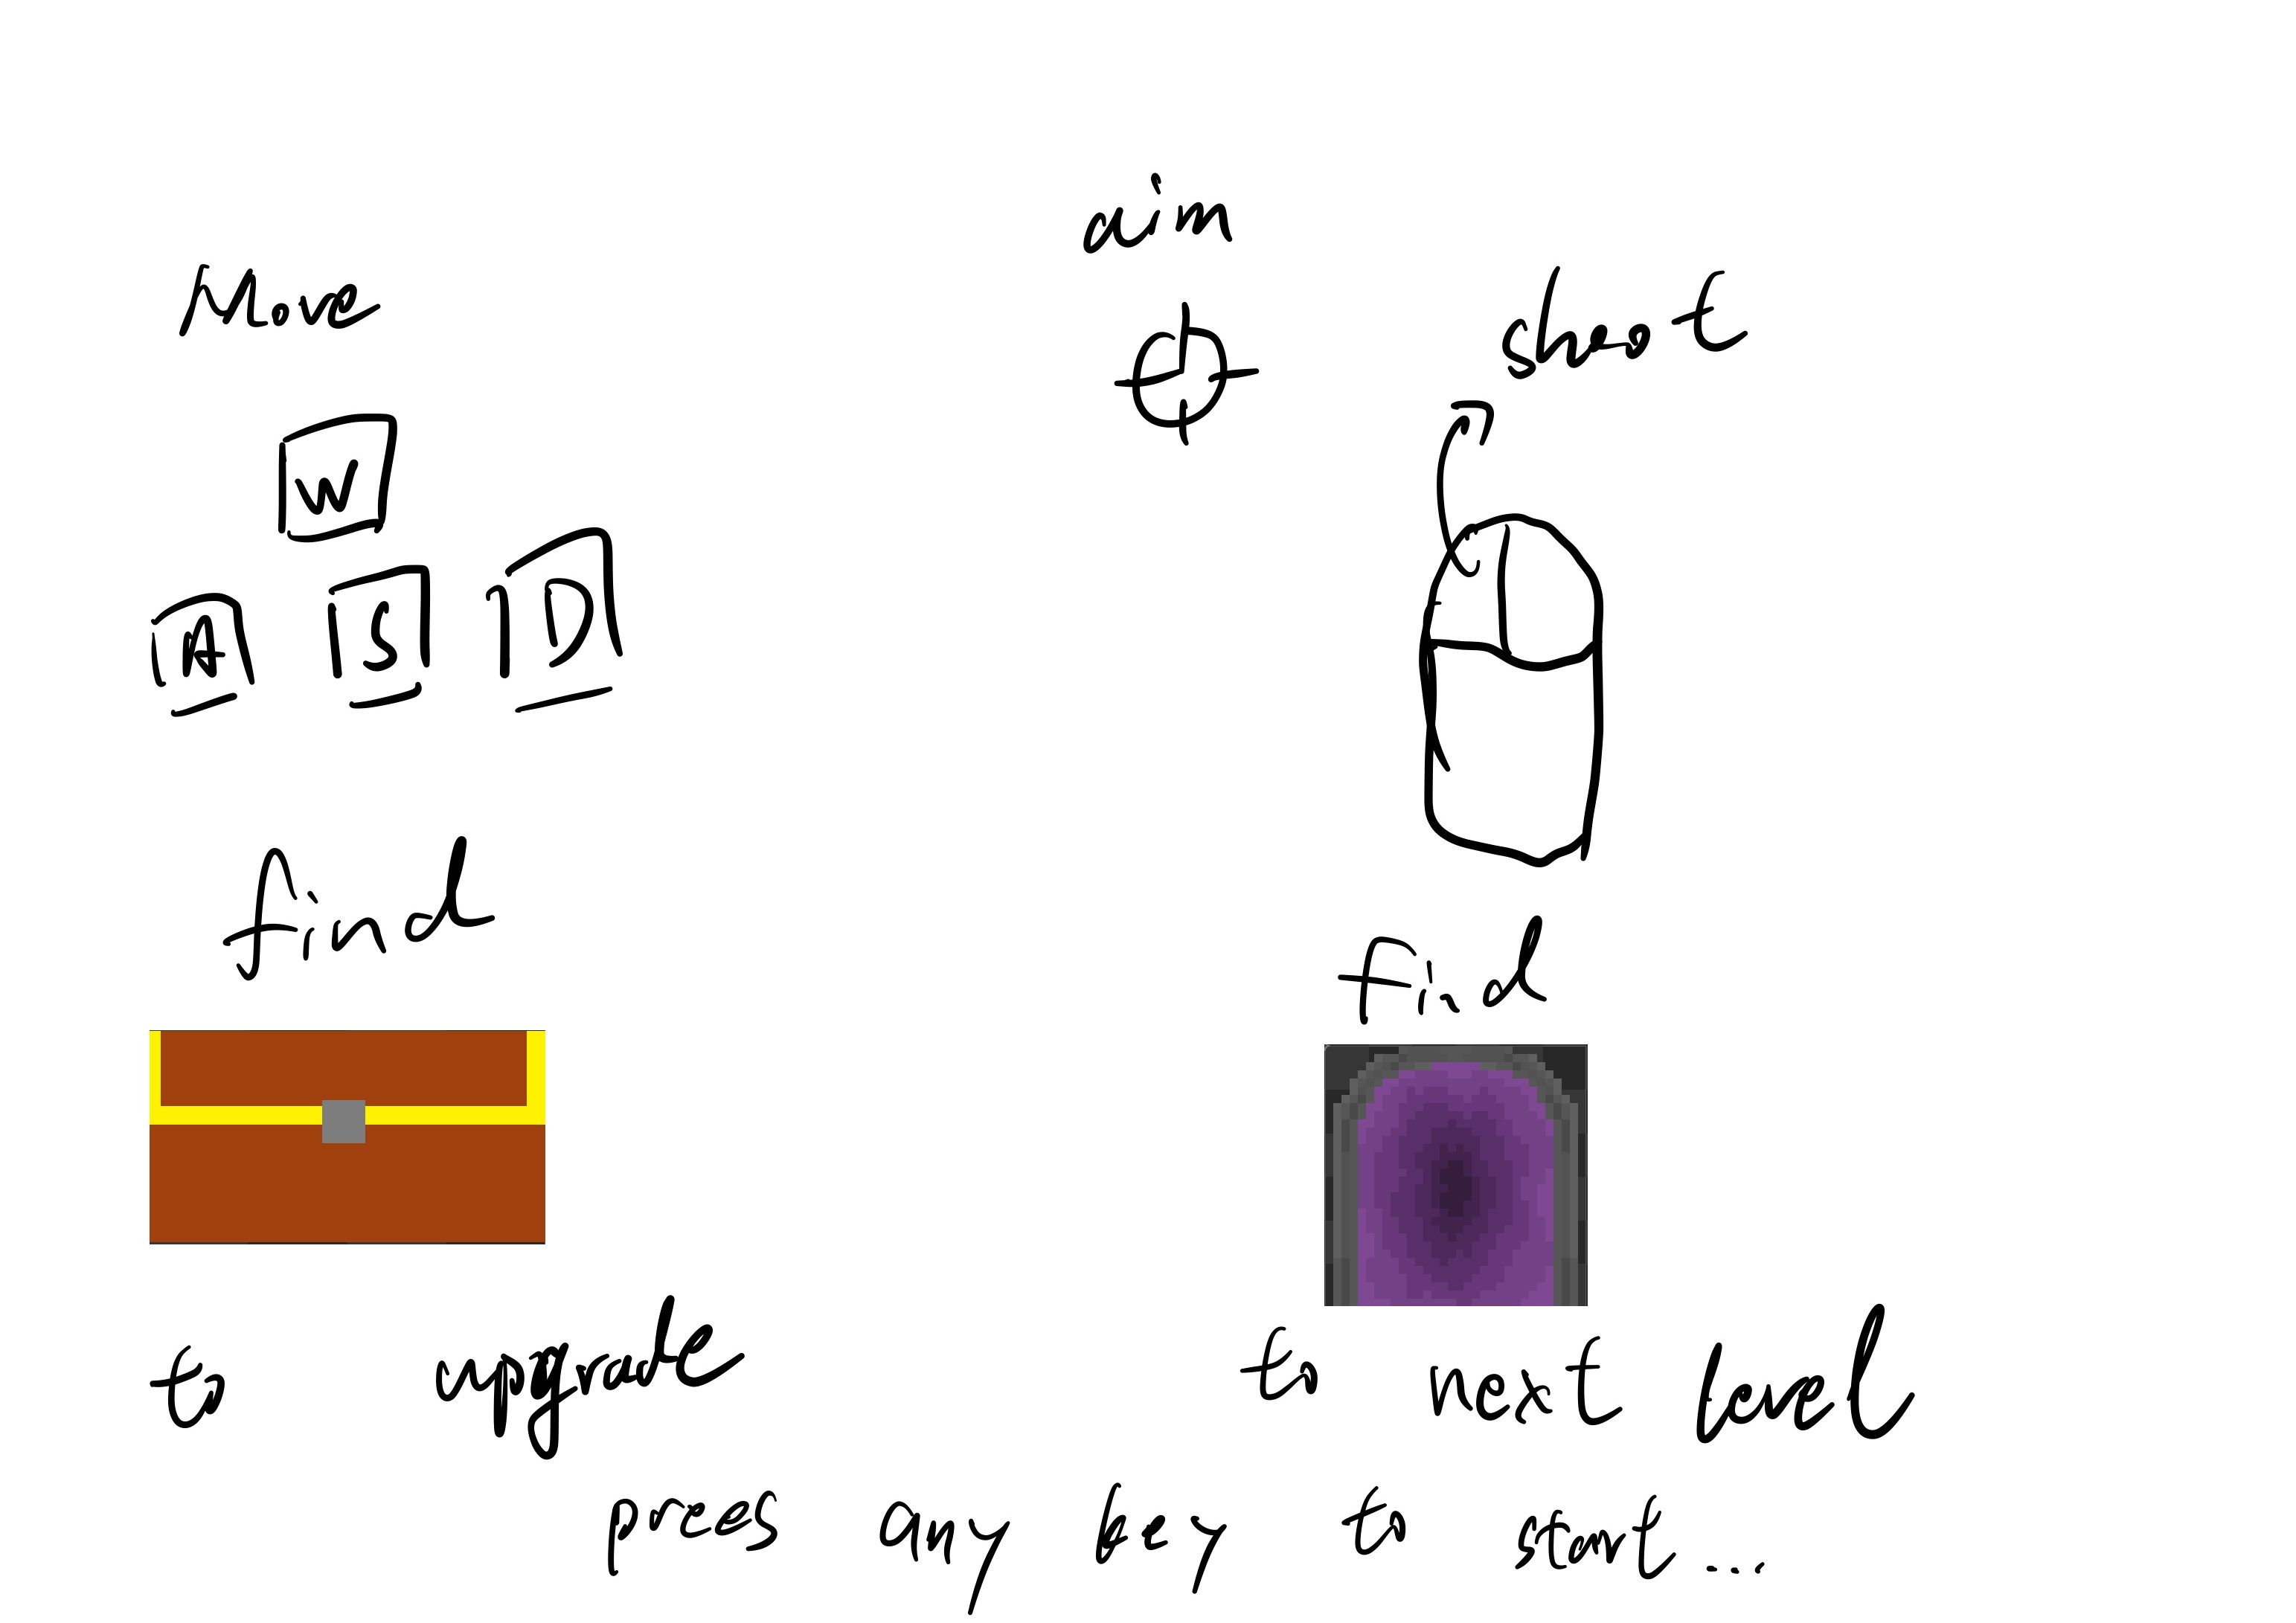 aim
Move
shoot
W
A S D
find
find
to upgrade
to next level
prees any key to start...